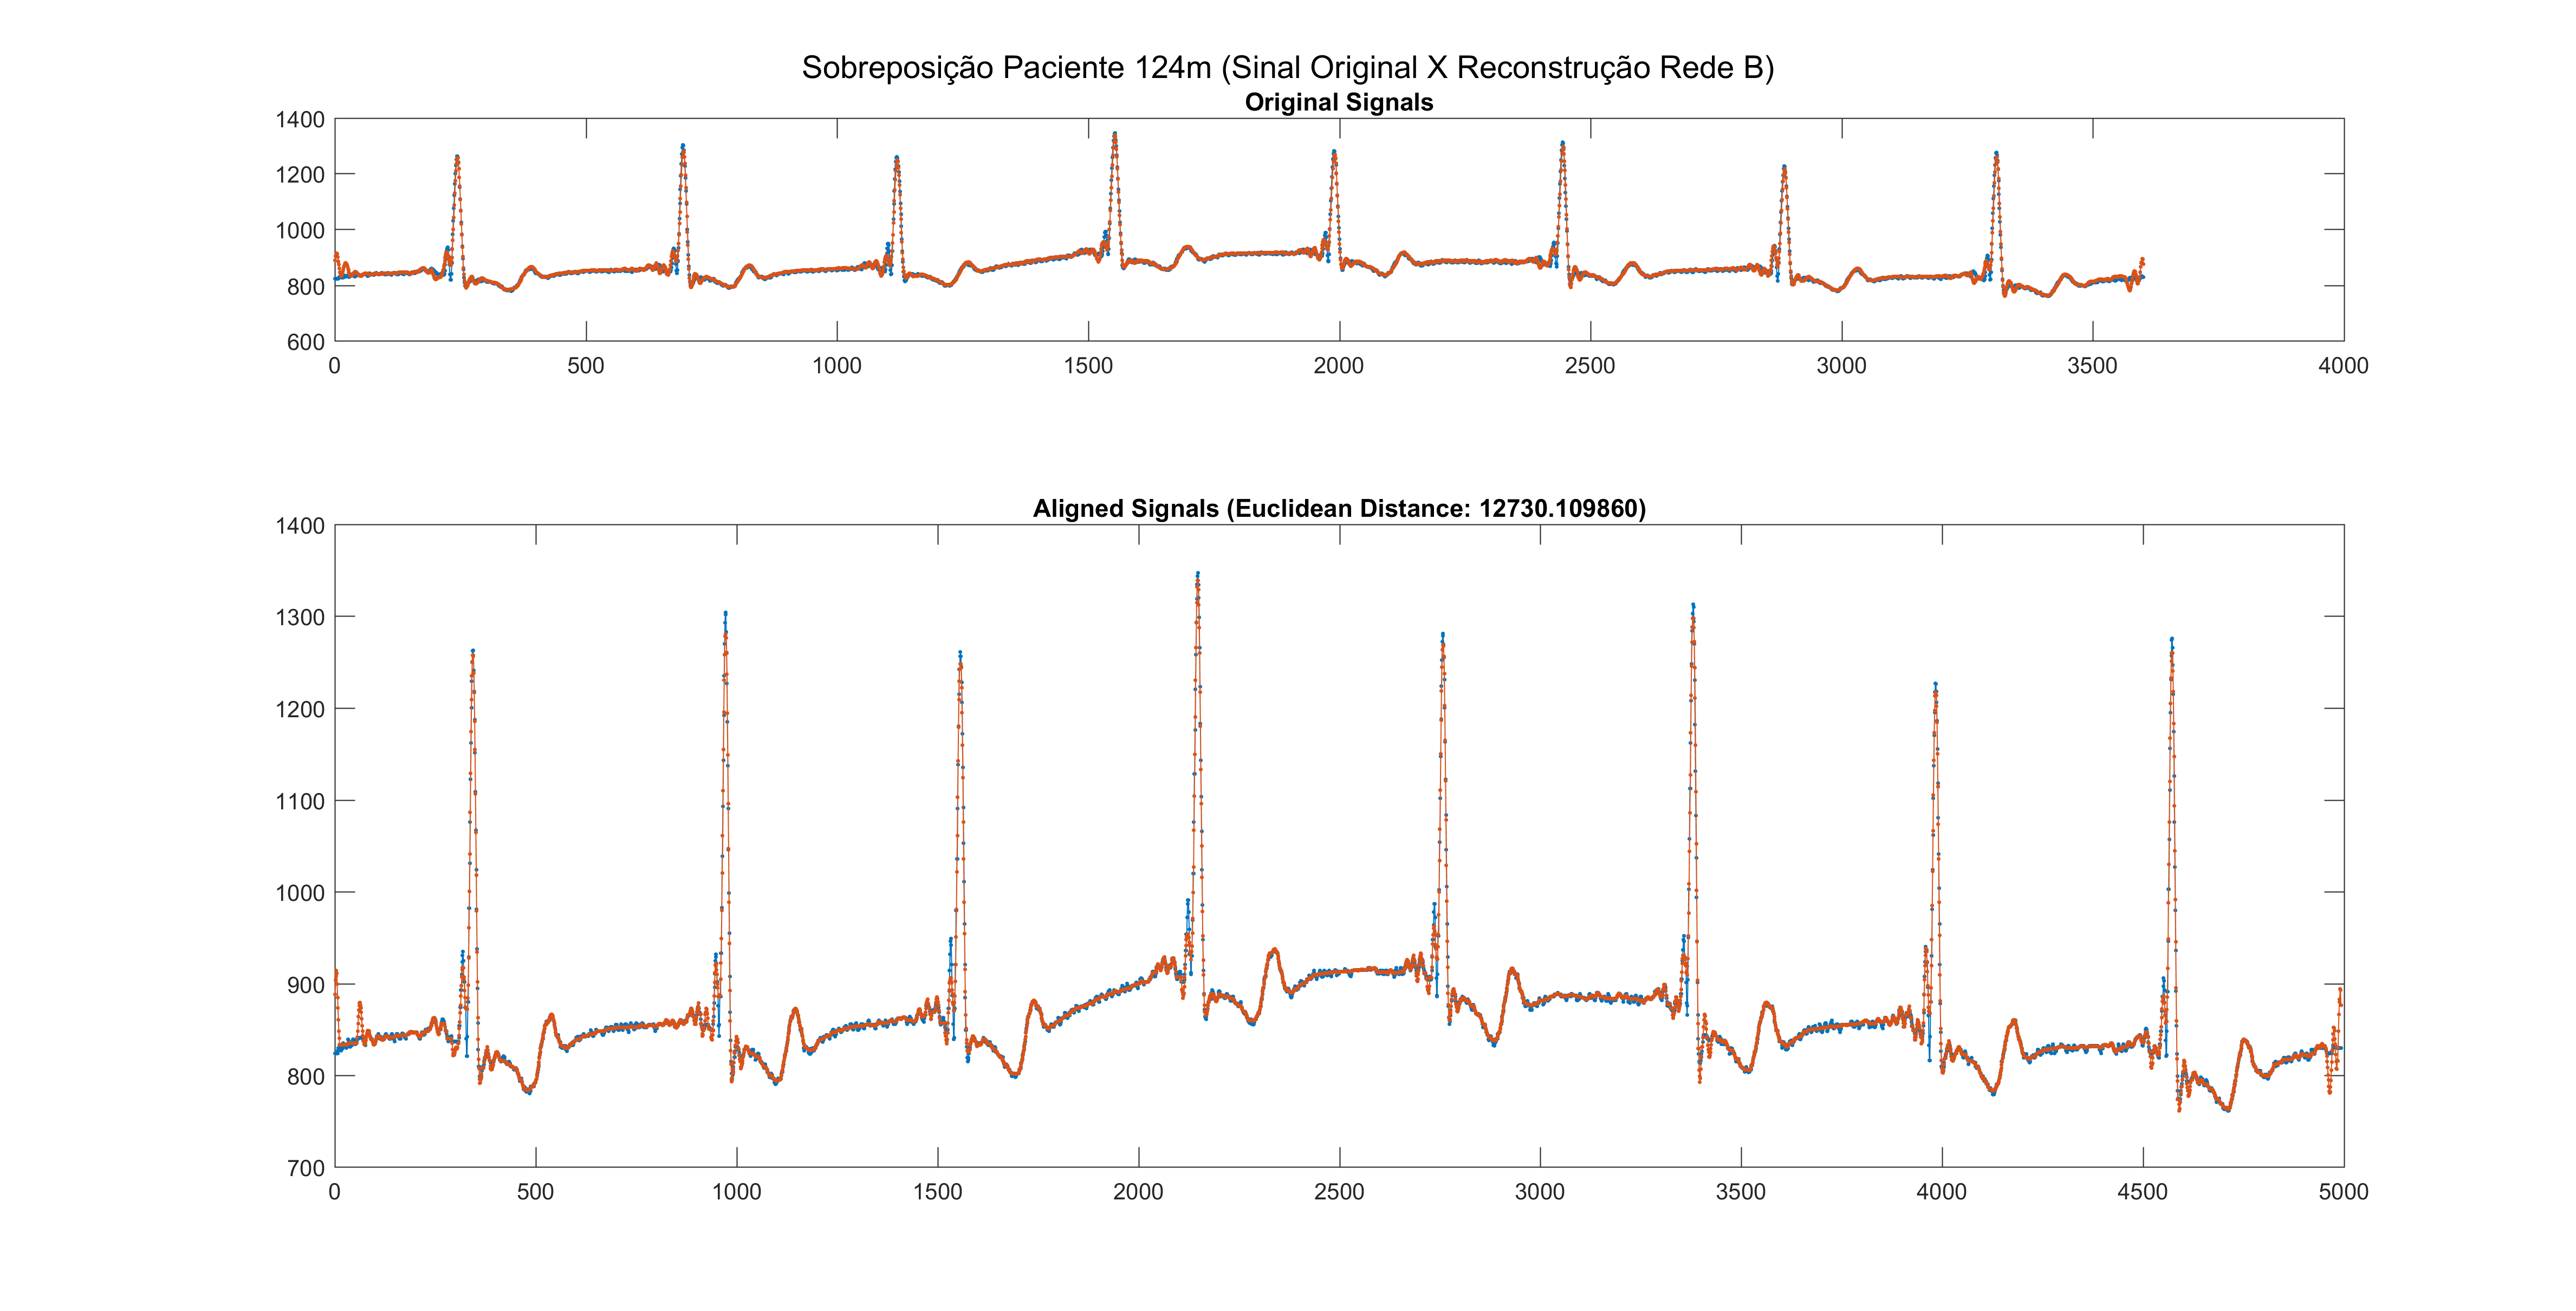 Sobreposição Paciente 124m (Sinal Original X Reconstrução Rede B)
Original Signals
1400
1200
1000
800
600
0 500 1000 1500 2000 2500 3000 3500 4000
Aligned Signals (Euclidean Distance: 12730.109860)
1400
1300
1200
1100
1000
900
800
700
0 500 1000 1500 2000 2500 3000 3500 4000 4500 5000